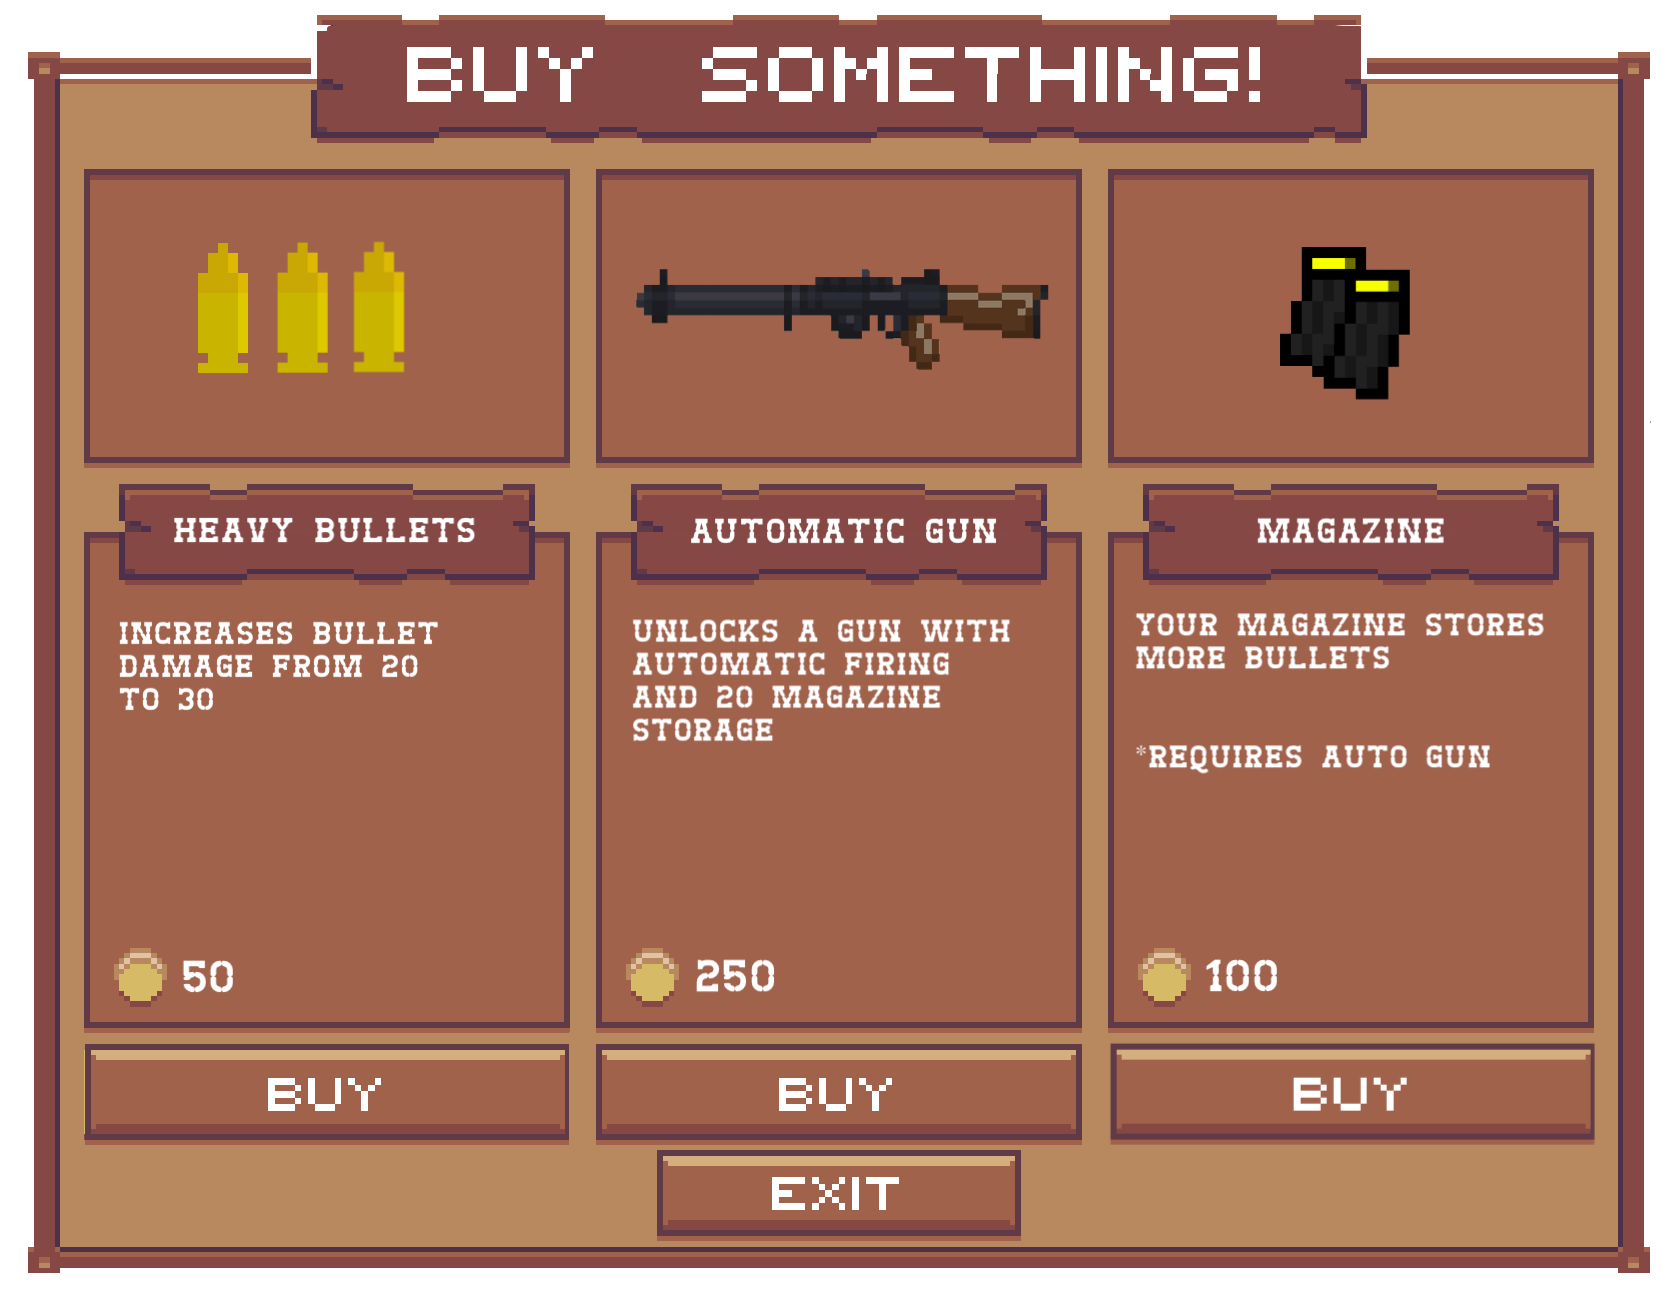 BUY SOMETHING!
HEAVY BULLETS
INCREASES BULLET
DAMAGE FROM 20
TO 30
50
BUY
AUTOMATIC GUN
UNLOCKS A GUN WITH
AUTOMATIC FIRING
AND 20 MAGAZINE
STORAGE
250
BUY
MAGAZINE
YOUR MAGAZINE STORES
MORE BULLETS
*REQUIRES AUTO GUN
100
BUY
EXIT